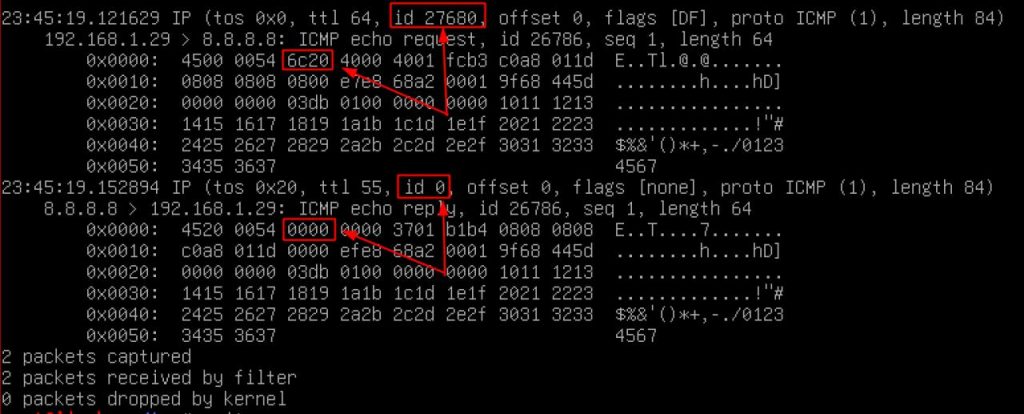 23:45:19.121629 IP (tos 0x0, ttl 64, id 27680, offset 0, flags [DF], proto ICMP (1), length 84)
192.168.1.29 > 8.8.8.8: ICMP echo request, id 26786, seq 1, length 64
0x0000: 4500 0054 6c20 4000 4001 fcb3 c0a8 011d E..Tl.@.@.......
0x0010: 0808 0808 0800 e7e8 68a2 0001 9f68 445d ........h....hD]
0x0020: 0000 0000 03db 0100 0000 0000 1011 1213 ................
0x0030: 1415 1617 1819 1a1b 1c1d 1e1f 2021 2223 .............!"#
0x0040: 2425 2627 2829 2a2b 2c2d 2e2f 3031 3233 $%&'()*+,-./0123
0x0050: 3435 3637 4567
23:45:19.152894 IP (tos 0x20, ttl 55, id 0, offset 0, flags [none], proto ICMP (1), length 84)
8.8.8.8 > 192.168.1.29: ICMP echo reply, id 26786, seq 1, length 64
0x0000: 4520 0054 0000 0000 3701 b1b4 0808 0808 E..T....7.......
0x0010: c0a8 011d 0000 efe8 68a2 0001 9f68 445d ........h....hD]
0x0020: 0000 0000 03db 0100 0000 0000 1011 1213 ................
0x0030: 1415 1617 1819 1a1b 1c1d 1e1f 2021 2223 .............!"#
0x0040: 2425 2627 2829 2a2b 2c2d 2e2f 3031 3233 $%&'()*+,-./0123
0x0050: 3435 3637 4567
2 packets captured
2 packets received by filter
0 packets dropped by kernel